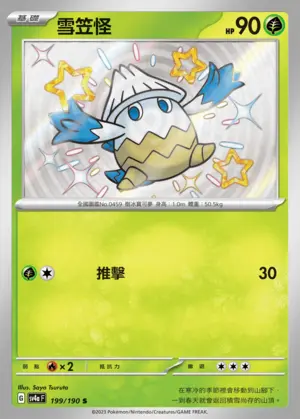 基礎 雪笠怪 HP 90
全國圖鑑No.0459 樹冰寶可夢 身高：1.0m 體重：50.5kg
推擊 30
弱點 ×2 抵抗力 撤退
Illus. Saya Tsuruta
G sv4a F 199/190 S
在寒冷的季節裡會移動到山腳下，
一到春天就會返回積雪尚存的山頂。
©2023 Pokémon/Nintendo/Creatures/GAME FREAK.